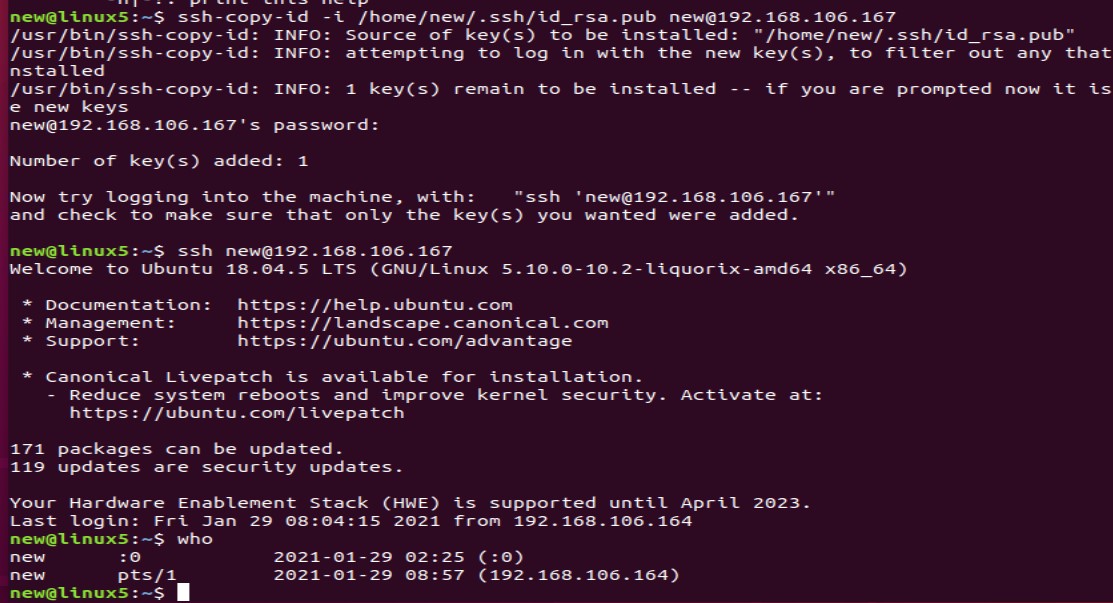 -h|-?: print this help
new@linux5:~$ ssh-copy-id -i /home/new/.ssh/id_rsa.pub new@192.168.106.167
/usr/bin/ssh-copy-id: INFO: Source of key(s) to be installed: "/home/new/.ssh/id_rsa.pub"
/usr/bin/ssh-copy-id: INFO: attempting to log in with the new key(s), to filter out any that
nstalled
/usr/bin/ssh-copy-id: INFO: 1 key(s) remain to be installed -- if you are prompted now it is
e new keys
new@192.168.106.167's password:
Number of key(s) added: 1
Now try logging into the machine, with:   "ssh 'new@192.168.106.167'"
and check to make sure that only the key(s) you wanted were added.
new@linux5:~$ ssh new@192.168.106.167
Welcome to Ubuntu 18.04.5 LTS (GNU/Linux 5.10.0-10.2-liquorix-amd64 x86_64)
* Documentation:  https://help.ubuntu.com
* Management:     https://landscape.canonical.com
* Support:        https://ubuntu.com/advantage
* Canonical Livepatch is available for installation.
- Reduce system reboots and improve kernel security. Activate at:
https://ubuntu.com/livepatch
171 packages can be updated.
119 updates are security updates.
Your Hardware Enablement Stack (HWE) is supported until April 2023.
Last login: Fri Jan 29 08:04:15 2021 from 192.168.106.164
new@linux5:~$ who
new      :0           2021-01-29 02:25 (:0)
new      pts/1        2021-01-29 08:57 (192.168.106.164)
new@linux5:~$